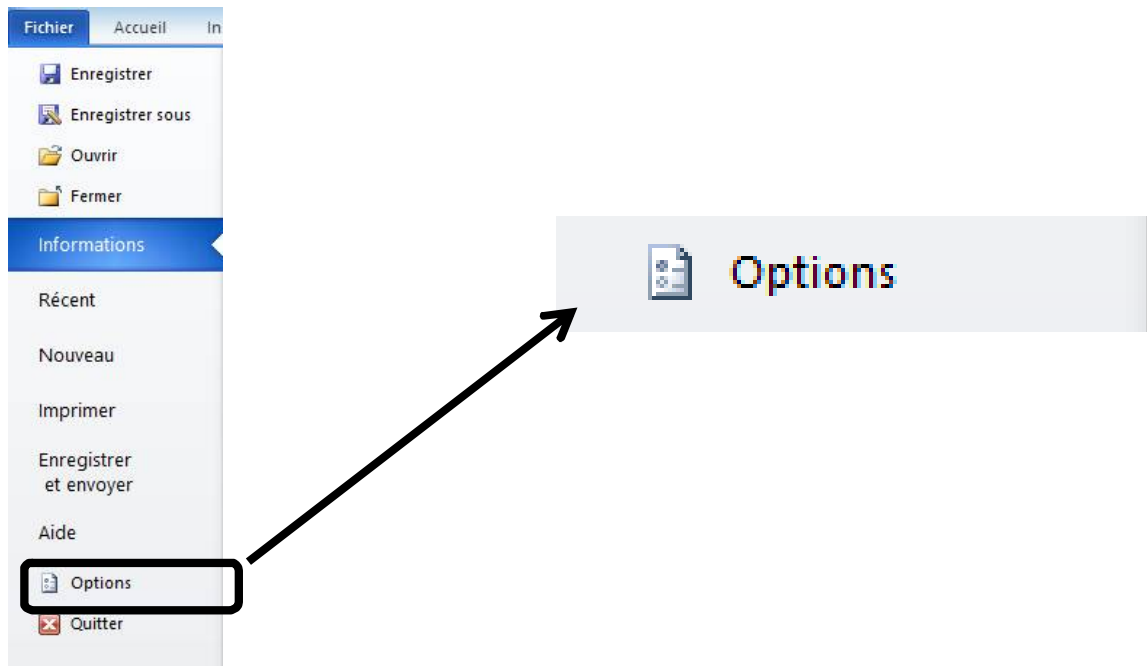 Fichier Accueil In
Enregistrer
Enregistrer sous
Ouvrir
Fermer
Informations
Récent
Nouveau
Imprimer
Enregistrer
et envoyer
Aide
Options
Quitter
Options